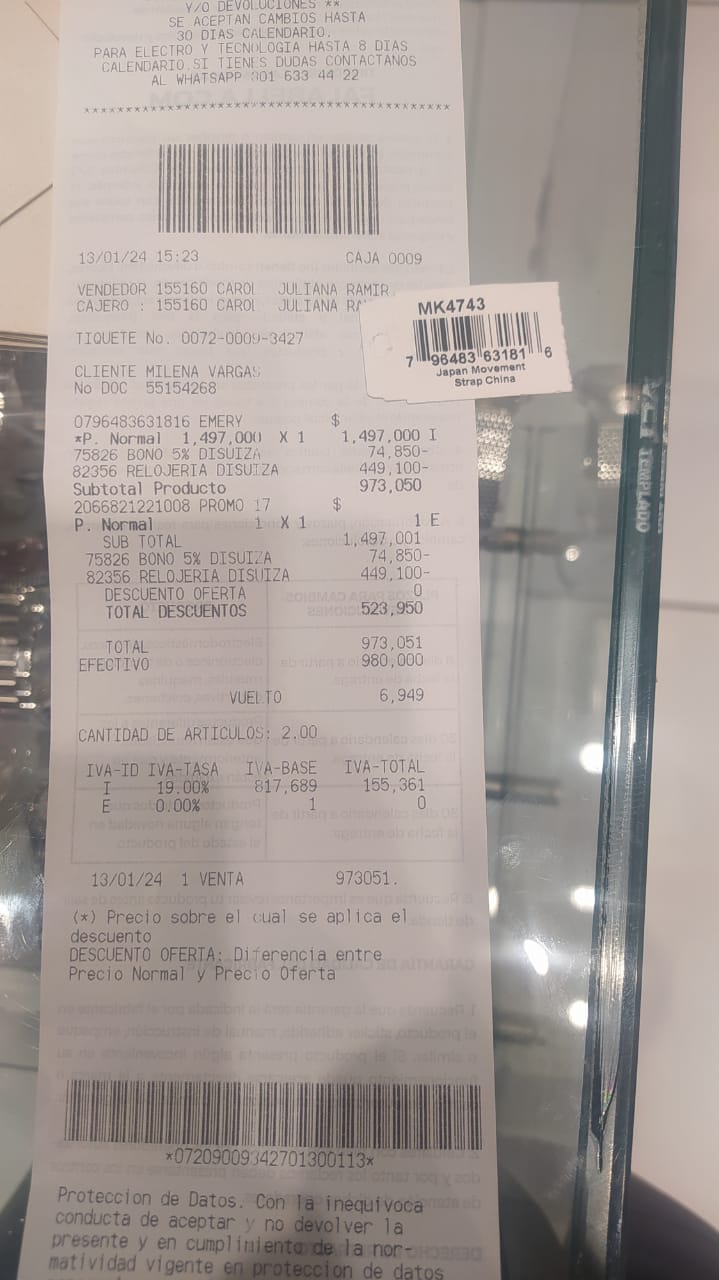 Y/O DEVOLUCIONES **
SE ACEPTAN CAMBIOS HASTA
30 DIAS CALENDARIO.
PARA ELECTRO Y TECNOLOGIA HASTA 8 DIAS
CALENDARIO.SI TIENES DUDAS CONTACTANOS
AL WHATSAPP 301 633 44 22
****************************************
13/01/24 15:23 CAJA 0009
VENDEDOR 155160 CAROL JULIANA RAMIR
CAJERO : 155160 CAROL JULIANA
TIQUETE No. 0072-0009-3427
CLIENTE MILENA VARGAS
No DOC 55154268
MK4743
7 96483 63181 6
Japan Movement
Strap China
0796483631816 EMERY $
*P. Normal 1,497,000 X 1 1,497,000 I
75826 BONO 5% DISUIZA 74,850-
82356 RELOJERIA DISUIZA 449,100-
Subtotal Producto 973,050
2066821221008 PROMO 17 $
P. Normal 1 X 1 1 E
SUB TOTAL 1,497,001
75826 BONO 5% DISUIZA 74,850-
82356 RELOJERIA DISUIZA 449,100-
DESCUENTO OFERTA 0
TOTAL DESCUENTOS 523,950
TOTAL 973,051
EFECTIVO 980,000
VUELTO 6,949
CANTIDAD DE ARTICULOS: 2.00
IVA-ID IVA-TASA IVA-BASE IVA-TOTAL
I 19.00% 817,689 155,361
E 0.00% 1 0
13/01/24 1 VENTA 973051.
(*) Precio sobre el cual se aplica el
descuento
DESCUENTO OFERTA: Diferencia entre
Precio Normal y Precio Oferta
*07209009342701300113*
Proteccion de Datos. Con la inequivoca
conducta de aceptar y no devolver la
presente y en cumplimiento de la nor-
matividad vigente en proteccion de datos
TEMPLADO